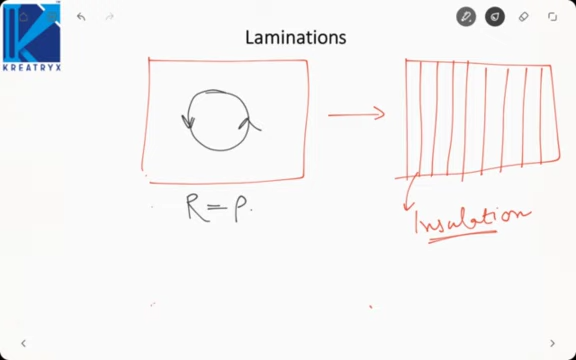 KREATRYX
Laminations
R = ρ.
Insulation